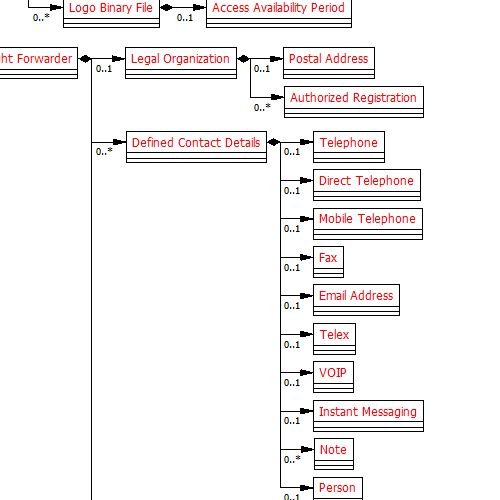 Logo Binary File
Access Availability Period
0..*
0..1
ht Forwarder
Legal Organization
Postal Address
0..1
0..1
Authorized Registration
0..*
Defined Contact Details
Telephone
0..*
0..1
Direct Telephone
0..1
Mobile Telephone
0..1
Fax
0..1
Email Address
0..1
Telex
0..1
VOIP
0..1
Instant Messaging
0..1
Note
0..*
Person
0..1